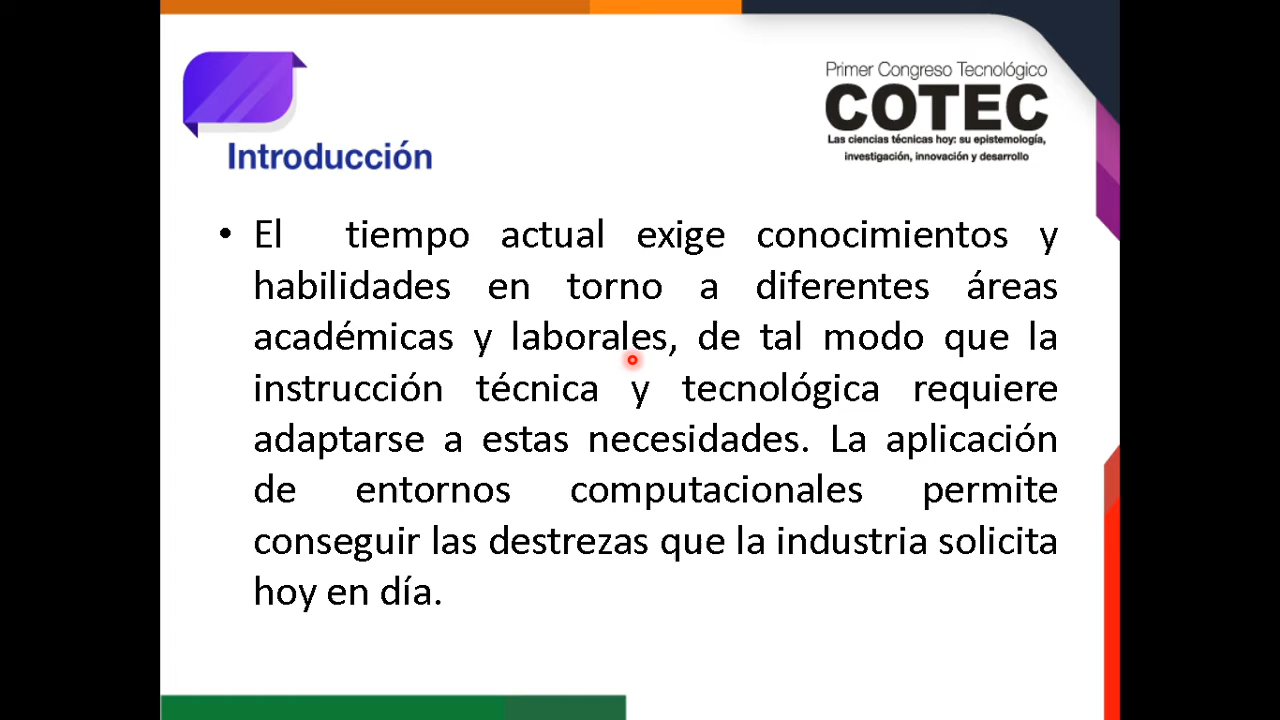 Primer Congreso Tecnológico
COTEC
Las ciencias técnicas hoy: su epistemología,
investigación, innovación y desarrollo
Introducción
• El tiempo actual exige conocimientos y
habilidades en torno a diferentes áreas
académicas y laborales, de tal modo que la
instrucción técnica y tecnológica requiere
adaptarse a estas necesidades. La aplicación
de entornos computacionales permite
conseguir las destrezas que la industria solicita
hoy en día.